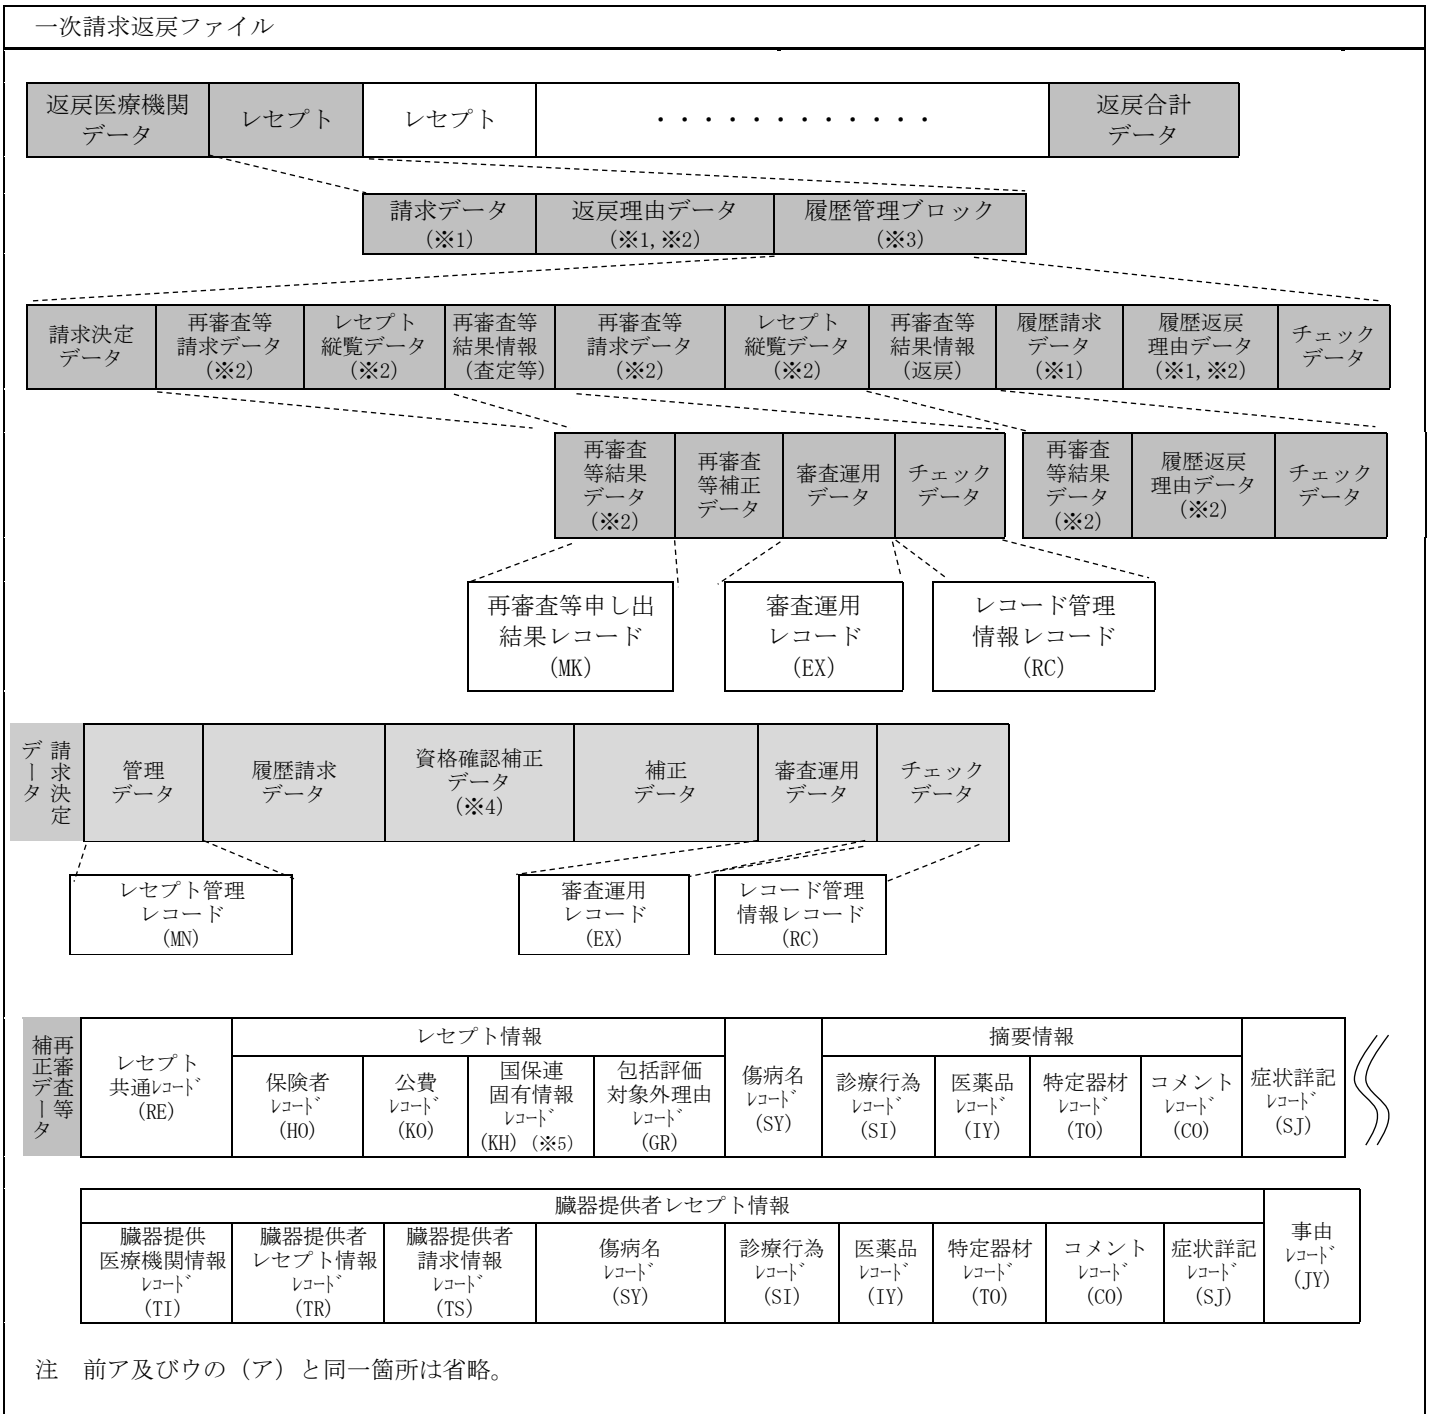 一次請求返戻ファイル
返戻医療機関
データ
レセプト
レセプト
・・・・・・・・・・・・
返戻合計
データ
請求データ
(※1)
返戻理由データ
(※1,※2)
履歴管理ブロック
(※3)
請求決定
データ
再審査等
請求データ
(※2)
レセプト
縦覧データ
(※2)
再審査等
結果情報
(査定等)
再審査等
請求データ
(※2)
レセプト
縦覧データ
(※2)
再審査等
結果情報
(返戻)
履歴請求
データ
(※1)
履歴返戻
理由データ
(※1,※2)
チェック
データ
再審査
等結果
データ
(※2)
再審査
等補正
データ
審査運用
データ
チェック
データ
再審査
等結果
データ
(※2)
履歴返戻
理由データ
(※2)
チェック
データ
再審査等申し出
結果レコード
(MK)
審査運用
レコード
(EX)
レコード管理
情報レコード
(RC)
請求決定
データ
管理
データ
履歴請求
データ
資格確認補正
データ
(※4)
補正
データ
審査運用
データ
チェック
データ
レセプト管理
レコード
(MN)
審査運用
レコード
(EX)
レコード管理
情報レコード
(RC)
再審査等
補正データ
レセプト
共通ﾚｺｰﾄﾞ
(RE)
レセプト情報
保険者
ﾚｺｰﾄﾞ
(HO)
公費
ﾚｺｰﾄﾞ
(KO)
国保連
固有情報
ﾚｺｰﾄﾞ
(KH) (※5)
包括評価
対象外理由
ﾚｺｰﾄﾞ
(GR)
傷病名
ﾚｺｰﾄﾞ
(SY)
摘要情報
診療行為
ﾚｺｰﾄﾞ
(SI)
医薬品
ﾚｺｰﾄﾞ
(IY)
特定器材
ﾚｺｰﾄﾞ
(TO)
コメント
ﾚｺｰﾄﾞ
(CO)
症状詳記
ﾚｺｰﾄﾞ
(SJ)
臓器提供者レセプト情報
臓器提供
医療機関情報
ﾚｺｰﾄﾞ
(TI)
臓器提供者
レセプト情報
ﾚｺｰﾄﾞ
(TR)
臓器提供者
請求情報
ﾚｺｰﾄﾞ
(TS)
傷病名
ﾚｺｰﾄﾞ
(SY)
診療行為
ﾚｺｰﾄﾞ
(SI)
医薬品
ﾚｺｰﾄﾞ
(IY)
特定器材
ﾚｺｰﾄﾞ
(TO)
コメント
ﾚｺｰﾄﾞ
(CO)
症状詳記
ﾚｺｰﾄﾞ
(SJ)
事由
ﾚｺｰﾄﾞ
(JY)
注　前ア及びウの（ア）と同一箇所は省略。